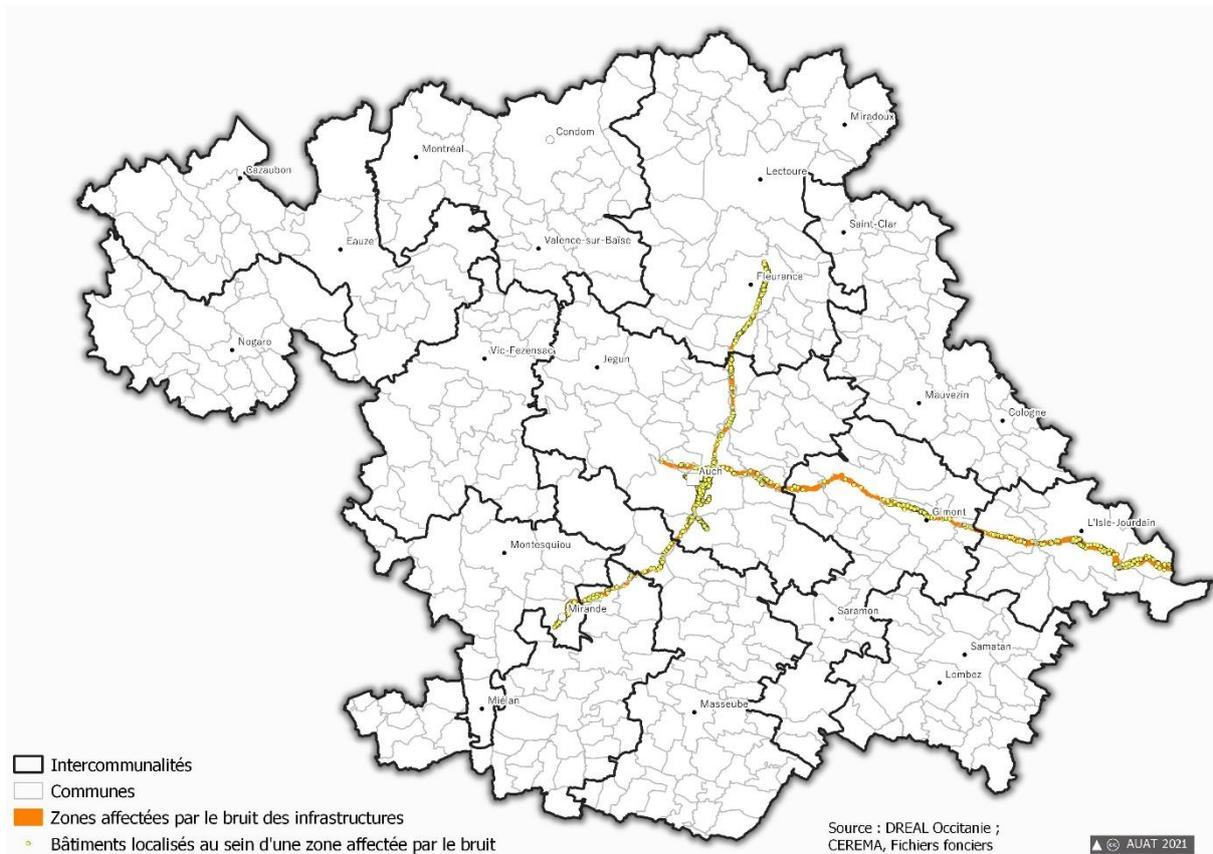 Miradoux
Condom
Montréal
Lectoure
Cazaubon
Saint-Clar
Eauze
Valence-sur-Baïse
Fleurance
Nogaro
Vic-Fezensac
Jegun
Mauvezin
Cologne
Auch
Gimont
L'Isle-Jourdain
Montesquiou
Mirande
Saramon
Samatan
Lombez
Miélan
Masseube
Intercommunalités
Communes
Zones affectées par le bruit des infrastructures
Bâtiments localisés au sein d'une zone affectée par le bruit
Source : DREAL Occitanie ;
CEREMA, Fichiers fonciers
AUAT 2021